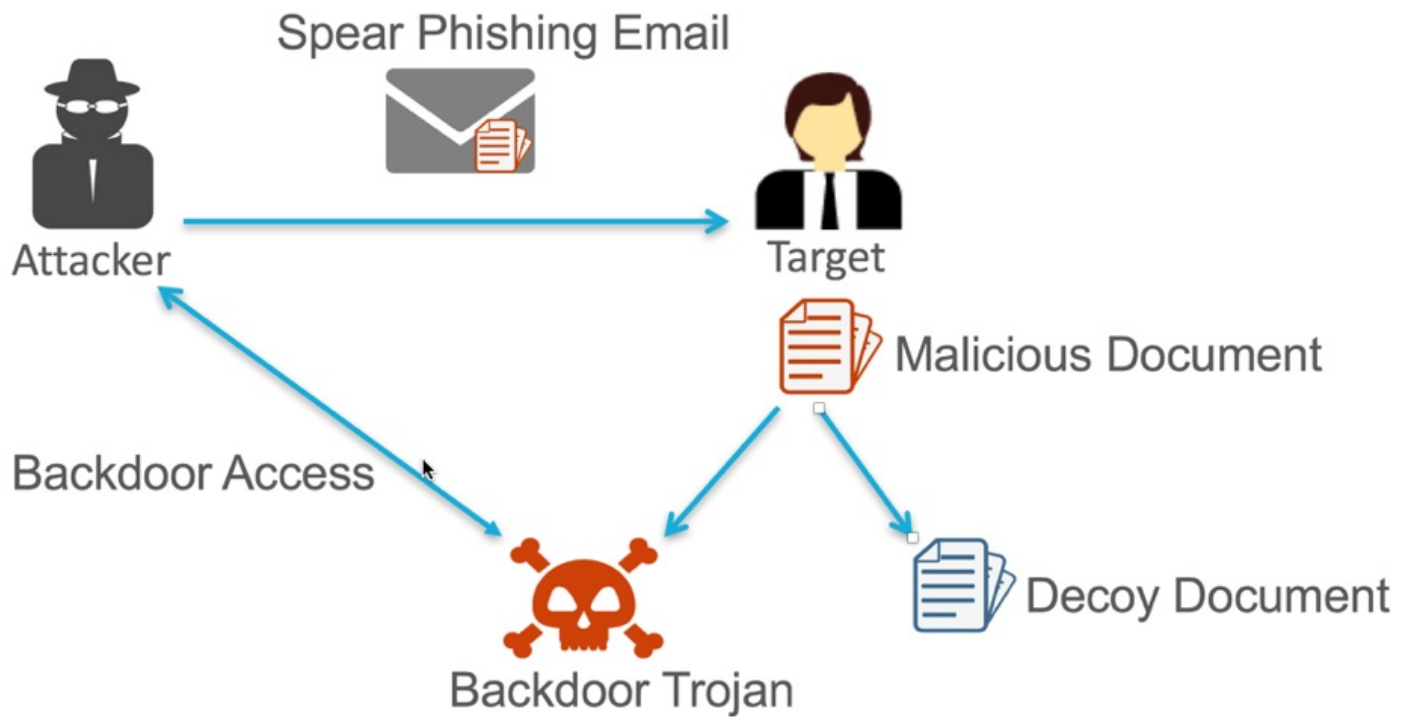 Spear Phishing Email
Attacker
Target
Malicious Document
Backdoor Access
Decoy Document
Backdoor Trojan